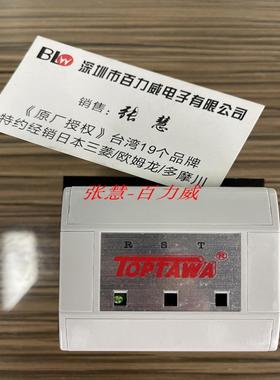 BLW 深圳市百力威电子有限公司
销售：张 慧
《原厂授权》台湾19个品牌
特约经销日本三菱/欧姆龙/多摩川
张慧-百力威
R S T
TOPTAWA®